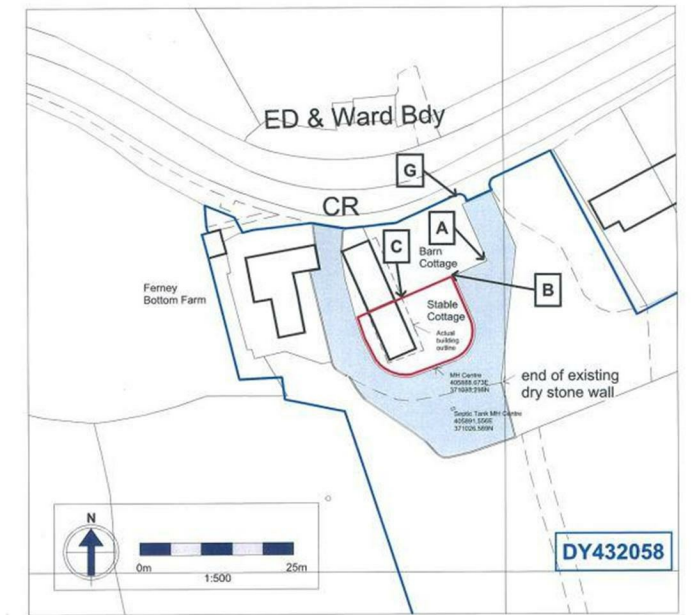 ED & Ward Bdy
G
CR
A
C
Barn
Cottage
B
Ferney
Bottom Farm
Stable
Cottage
Actual
building
outline
MH Centre
end of existing
dry stone wall
Septic Tank MH Centre
N
0m
25m
1:500
DY432058